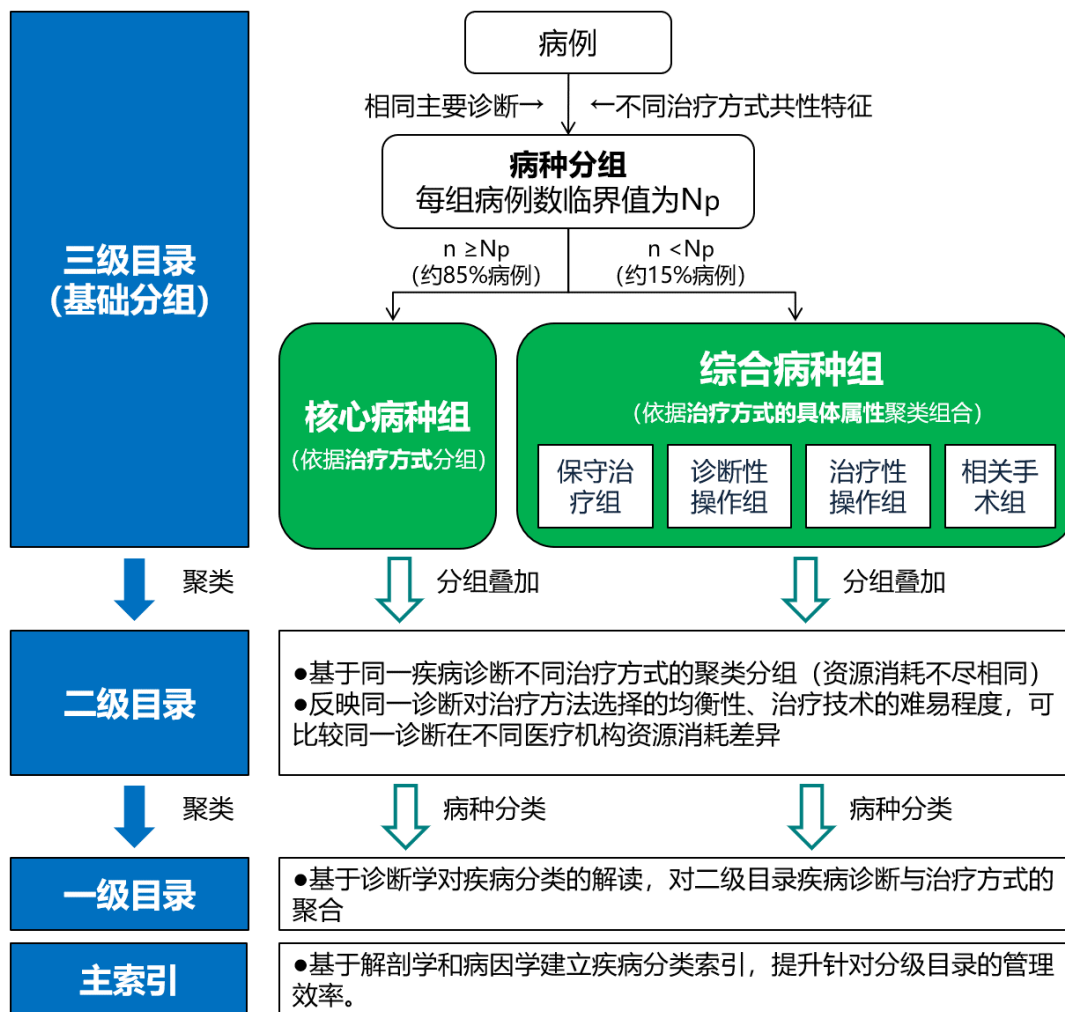 病例
相同主要诊断→ ←不同治疗方式共性特征
病种分组
每组病例数临界值为Np
n ≥Np
(约85%病例)
n <Np
(约15%病例)
三级目录
（基础分组）
核心病种组
（依据治疗方式分组）
综合病种组
（依据治疗方式的具体属性聚类组合）
保守治
疗组
诊断性
操作组
治疗性
操作组
相关手
术组
聚类
分组叠加
分组叠加
二级目录
●基于同一疾病诊断不同治疗方式的聚类分组（资源消耗不尽相同）
●反映同一诊断对治疗方法选择的均衡性、治疗技术的难易程度，可
比较同一诊断在不同医疗机构资源消耗差异
聚类
病种分类
病种分类
一级目录
●基于诊断学对疾病分类的解读，对二级目录疾病诊断与治疗方式的
聚合
主索引
●基于解剖学和病因学建立疾病分类索引，提升针对分级目录的管理
效率。